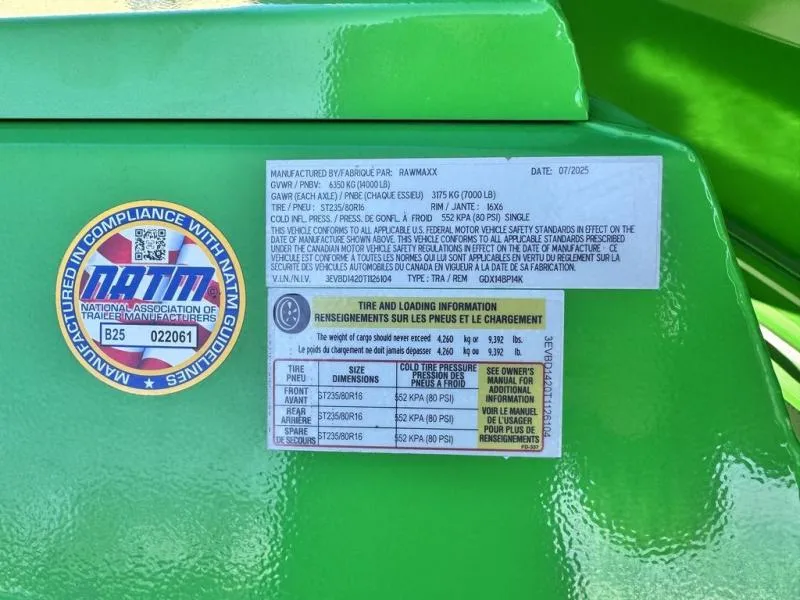 MANUFACTURED BY/FABRIQUÉ PAR: RAWMAXX DATE: 07/2025
GVWR / PNBV: 6350 KG (14000 LB)
GAWR (EACH AXLE) / PNBE (CHAQUE ESSIEU) 3175 KG (7000 LB)
TIRE / PNEU : ST235/80R16 RIM / JANTE : 16X6
COLD INFL. PRESS. / PRESS. DE GONFL. À FROID 552 KPA (80 PSI) SINGLE
THIS VEHICLE CONFORMS TO ALL APPLICABLE U.S. FEDERAL MOTOR VEHICLE SAFETY STANDARDS IN EFFECT ON THE
DATE OF MANUFACTURE SHOWN ABOVE. THIS VEHICLE CONFORMS TO ALL APPLICABLE STANDARDS PRESCRIBED
UNDER THE CANADIAN MOTOR VEHICLE SAFETY REGULATIONS IN EFFECT ON THE DATE OF MANUFACTURE · CE
VÉHICULE EST CONFORME À TOUTES LES NORMES QUI LUI SONT APPLICABLES EN VERTU DU RÈGLEMENT SUR LA
SÉCURITÉ DES VÉHICULES AUTOMOBILES DU CANADA EN VIGUEUR À LA DATE DE SA FABRICATION.
V.I.N./N.I.V. 3EVBD1420T1126104 TYPE : TRA / REM GDX14BP14K
MANUFACTURED IN COMPLIANCE WITH NATM GUIDELINES
NATM
NATIONAL ASSOCIATION OF
TRAILER MANUFACTURERS
B25 022061
TIRE AND LOADING INFORMATION
RENSEIGNEMENTS SUR LES PNEUS ET LE CHARGEMENT
The weight of cargo should never exceed 4,260 kg or 9,392 lbs.
Le poids du chargement ne doit jamais dépasser 4,260 kg ou 9,392 lb.
TIRE
PNEU
SIZE
DIMENSIONS
COLD TIRE PRESSURE
PRESSION DES
PNEUS A FROID
FRONT
AVANT
ST235/80R16
552 KPA (80 PSI)
REAR
ARRIÈRE
ST235/80R16
552 KPA (80 PSI)
SPARE
DE SECOURS
ST235/80R16
552 KPA (80 PSI)
SEE OWNER'S
MANUAL FOR
ADDITIONAL
INFORMATION
VOIR LE MANUEL
DE L'USAGER
POUR PLUS DE
RENSEIGNEMENTS
FD-357
3EVBD1420T1126104